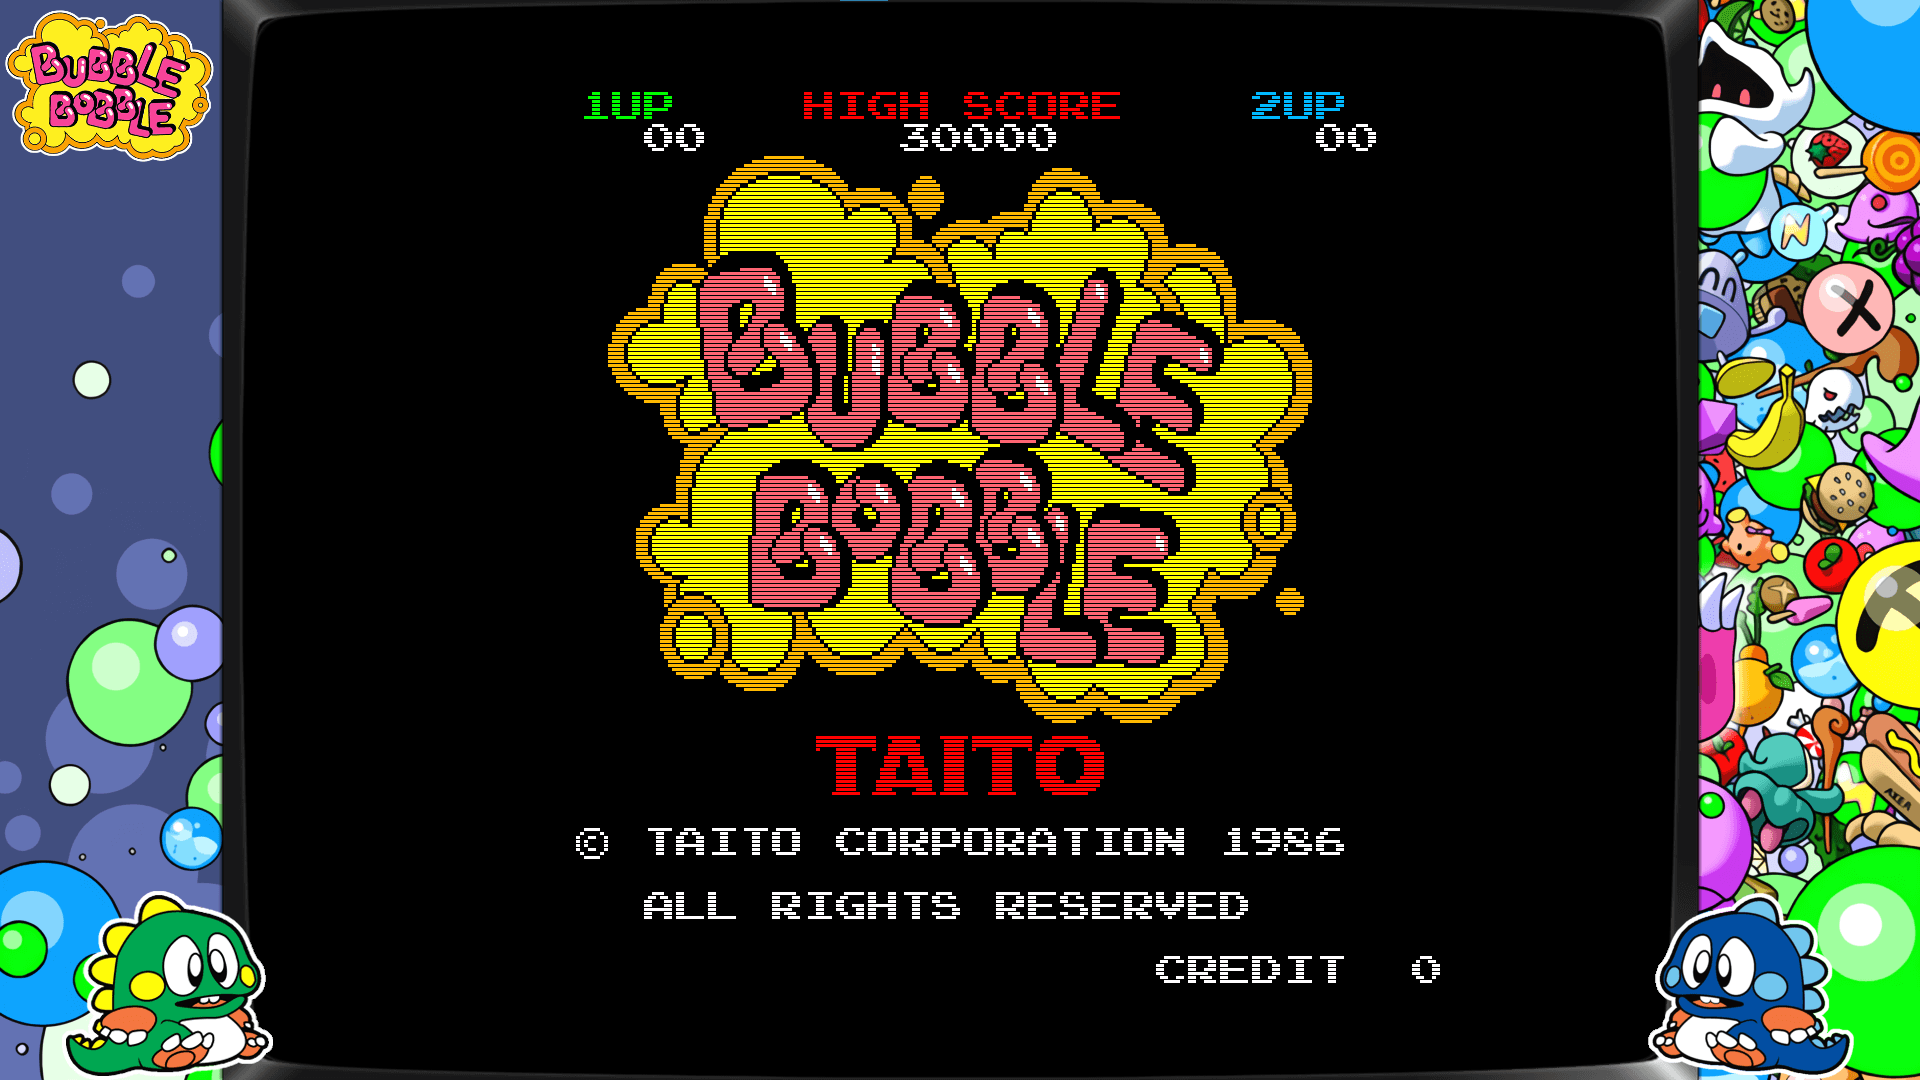 BUBBLE
BOBBLE
1UP HIGH SCORE 2UP
00 30000 00
BUBBLE
BOBBLE
TAITO
© TAITO CORPORATION 1986
ALL RIGHTS RESERVED
CREDIT 0
N
X